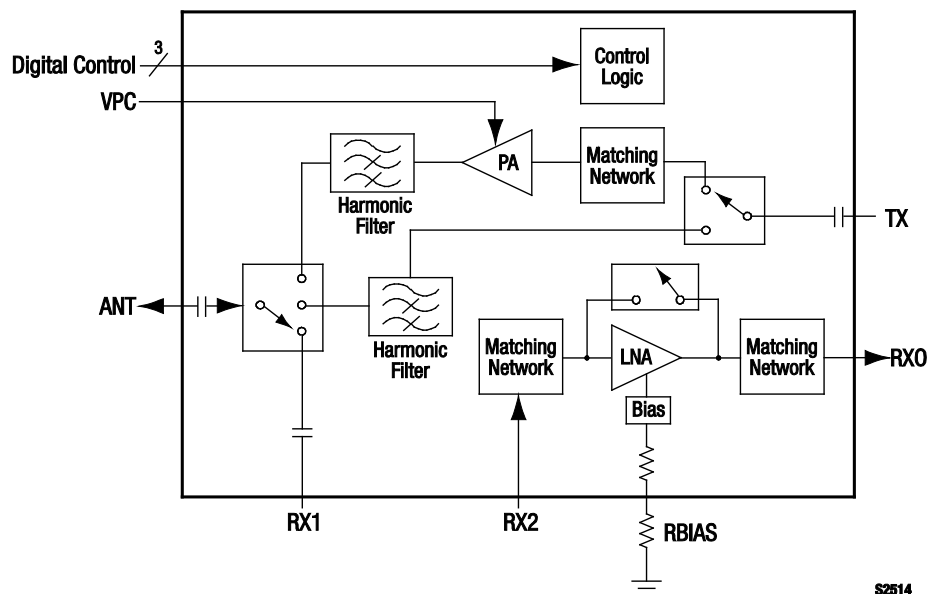 3
Digital Control
Control
Logic
VPC
PA
Matching
Network
Harmonic
Filter
TX
ANT
Harmonic
Filter
Matching
Network
LNA
Matching
Network
RXO
Bias
RX1
RX2
RBIAS
S2514